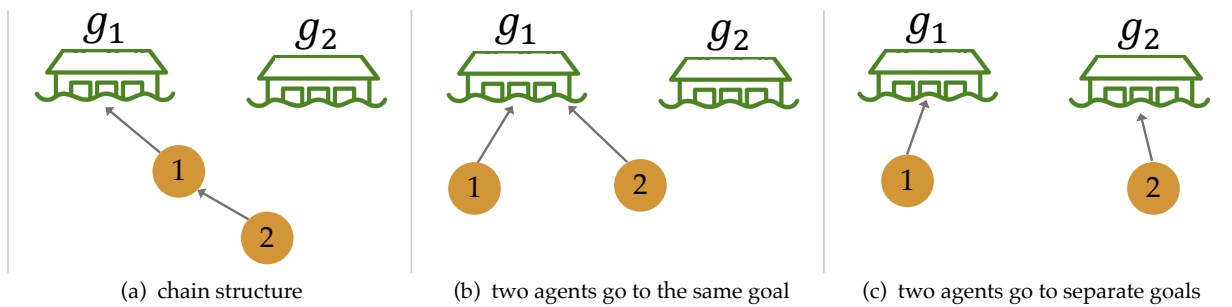 g₁ g₂
1
2
(a) chain structure
g₁ g₂
1 2
(b) two agents go to the same goal
g₁ g₂
1 2
(c) two agents go to separate goals